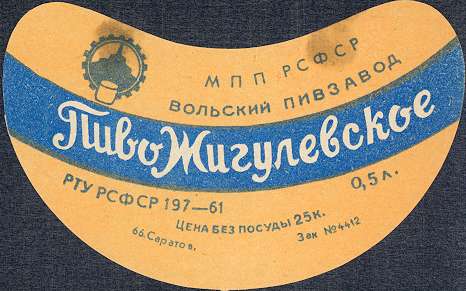 МПП РСФСР
ВОЛЬСКИЙ ПИВЗАВОД
Пиво Жигулевское
РТУ РСФСР 197—61
0,5 л.
ЦЕНА БЕЗ ПОСУДЫ 25к.
66. Саратов.
Зак №4412